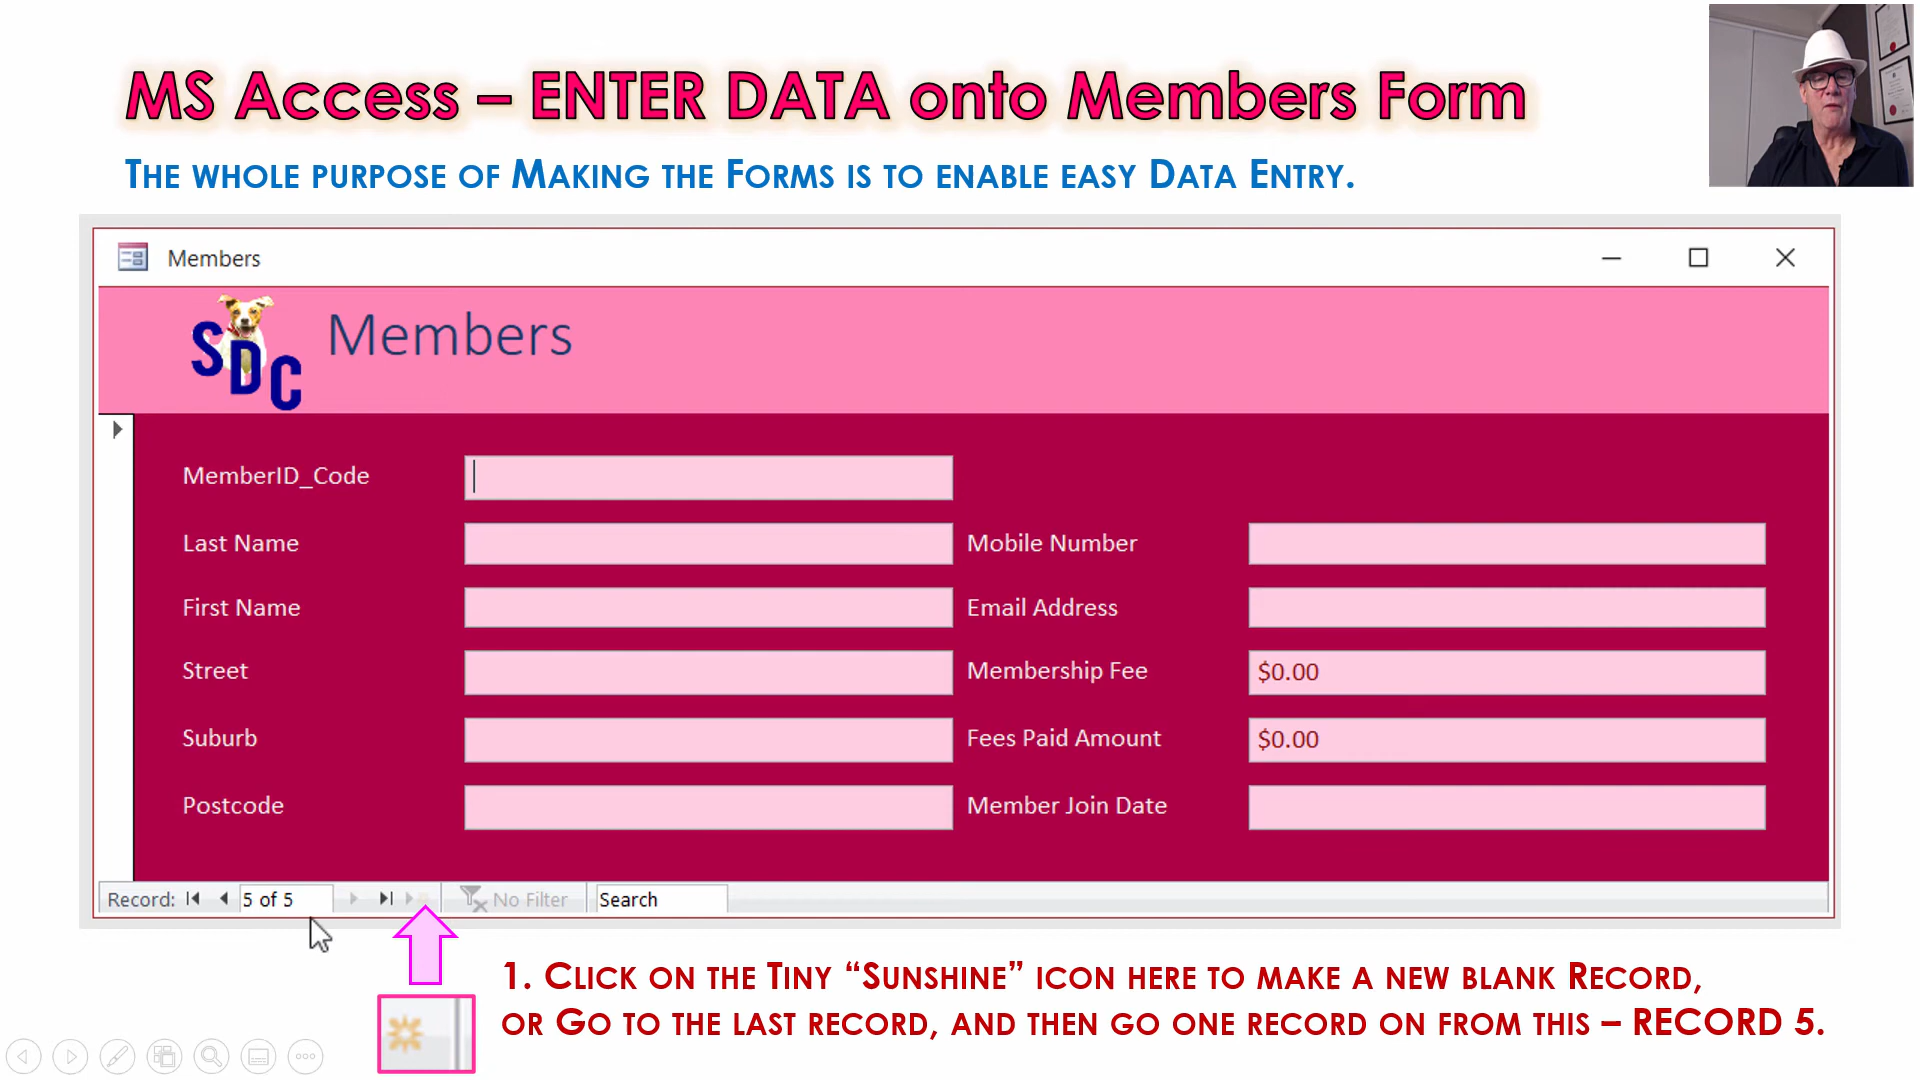 MS Access – ENTER DATA onto Members Form
THE WHOLE PURPOSE OF MAKING THE FORMS IS TO ENABLE EASY DATA ENTRY.
Members
SDC
Members
MemberID_Code
Last Name
Mobile Number
First Name
Email Address
Street
Membership Fee
$0.00
Suburb
Fees Paid Amount
$0.00
Postcode
Member Join Date
Record:
5 of 5
No Filter
Search
1. CLICK ON THE TINY “SUNSHINE” ICON HERE TO MAKE A NEW BLANK RECORD,
OR GO TO THE LAST RECORD, AND THEN GO ONE RECORD ON FROM THIS – RECORD 5.